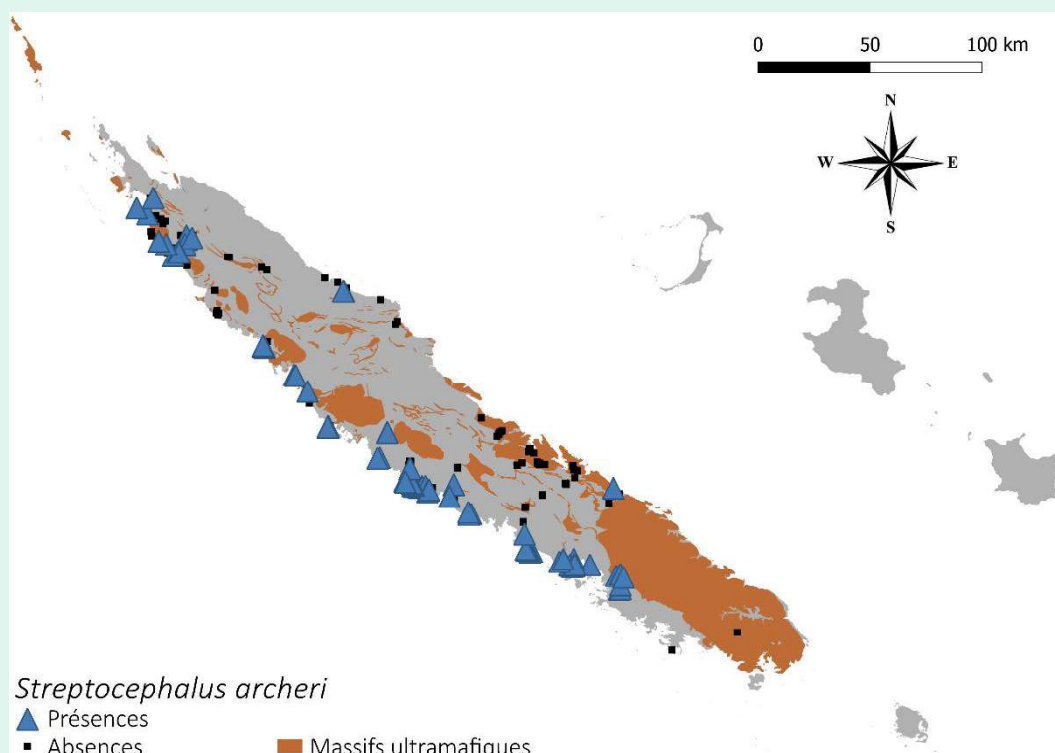 0 50 100 km
N
W E
S
Streptocephalus archeri
Présences
Absences Massifs ultramafiques